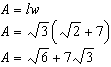 A = lw
A = √3(√2 + 7)
A = √6 + 7√3